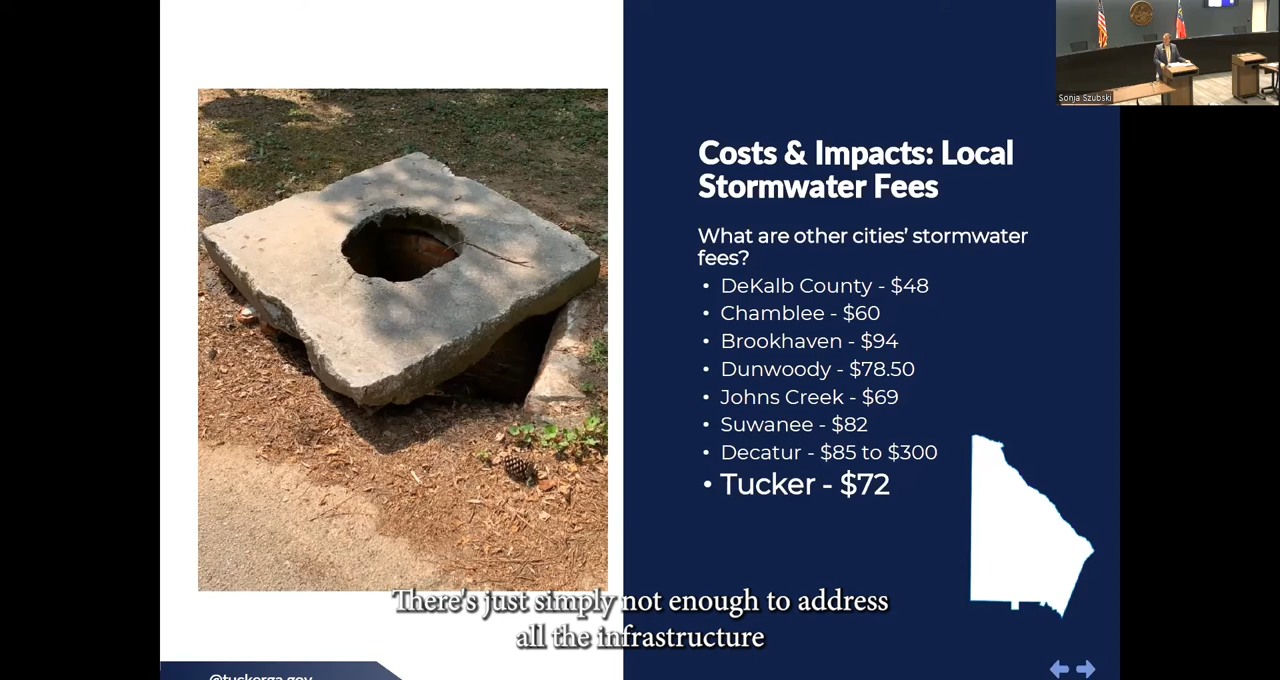 Sonja Szubski
Costs & Impacts: Local
Stormwater Fees
What are other cities’ stormwater
fees?
• DeKalb County - $48
• Chamblee - $60
• Brookhaven - $94
• Dunwoody - $78.50
• Johns Creek - $69
• Suwanee - $82
• Decatur - $85 to $300
• Tucker - $72
There's just simply not enough to address
all the infrastructure
@tuckerga.gov